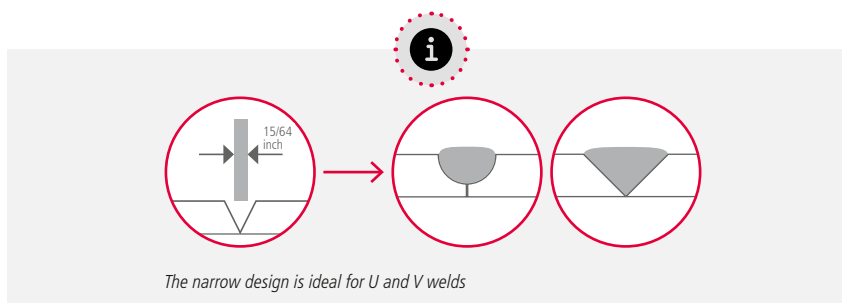 i
15/64
inch
The narrow design is ideal for U and V welds